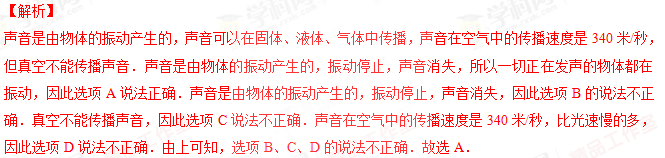 【解析】
声音是由物体的振动产生的，声音可以在固体、液体、气体中传播，声音在空气中的传播速度是 340 米/秒，
但真空不能传播声音．声音是由物体的振动产生的，振动停止，声音消失，所以一切正在发声的物体都在
振动，因此选项 A 说法正确．声音是由物体的振动产生的，振动停止，声音消失，因此选项 B 的说法不正
确．真空不能传播声音，因此选项 C 说法不正确．声音在空气中的传播速度是 340 米/秒，比光速慢的多，
因此选项 D 说法不正确．由上可知，选项 B、C、D 的说法不正确．故选 A．